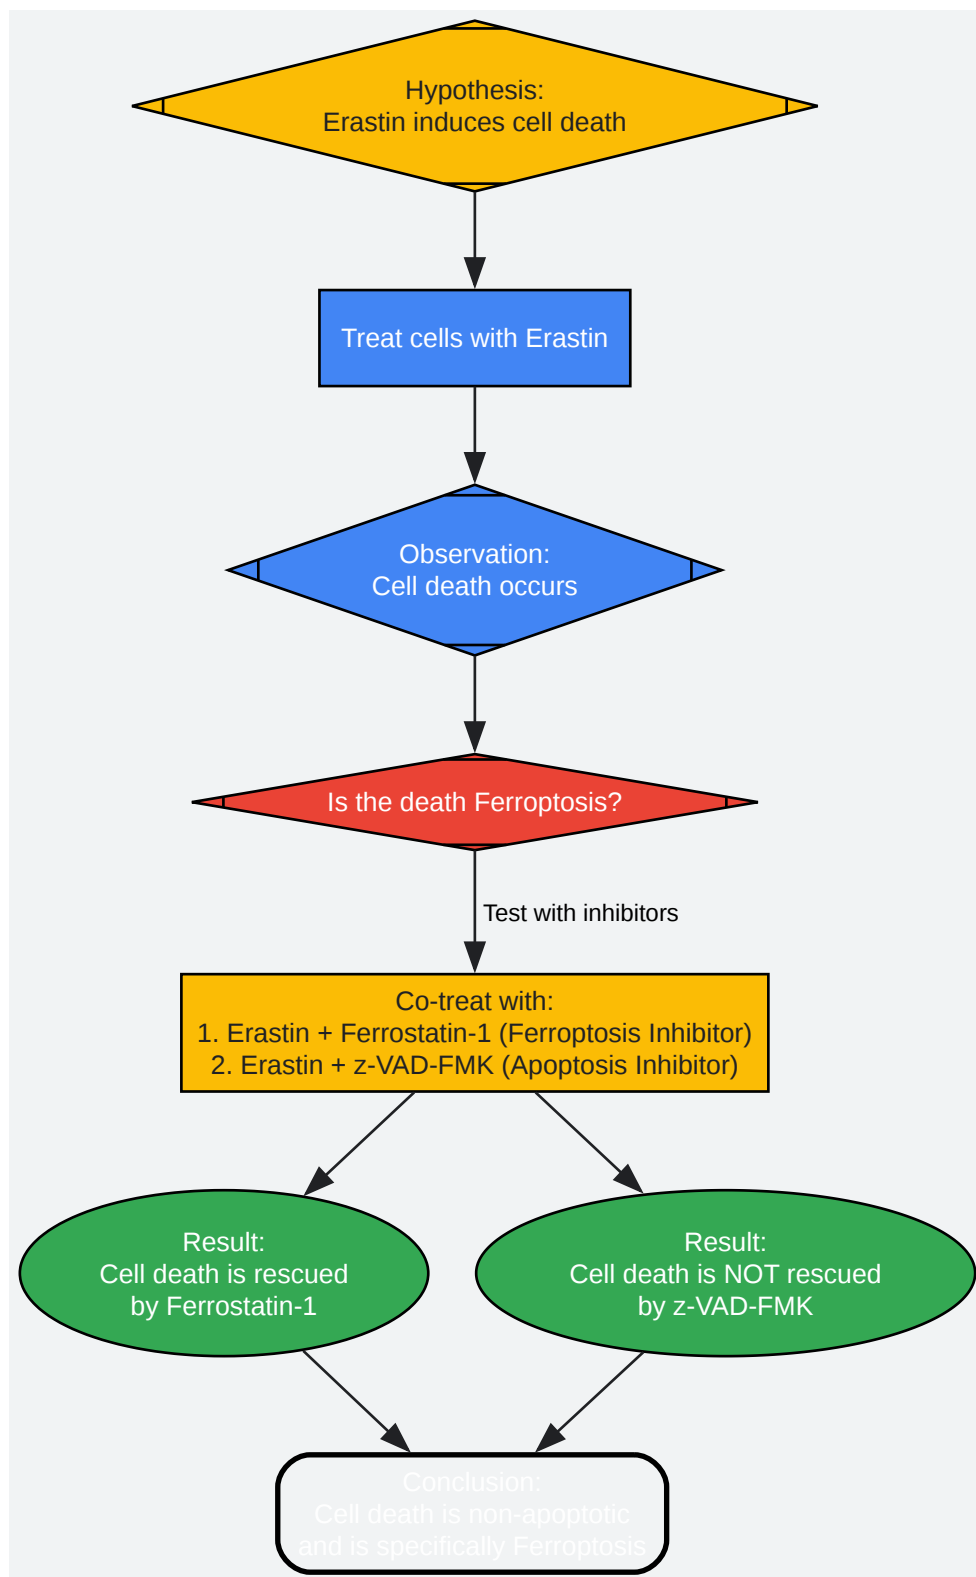 Hypothesis:
Erastin induces cell death
Treat cells with Erastin
Observation:
Cell death occurs
Is the death Ferroptosis?
Test with inhibitors
Co-treat with:
1. Erastin + Ferrostatin-1 (Ferroptosis Inhibitor)
2. Erastin + z-VAD-FMK (Apoptosis Inhibitor)
Result:
Cell death is rescued
by Ferrostatin-1
Result:
Cell death is NOT rescued
by z-VAD-FMK
Conclusion:
Cell death is non-apoptotic
and is specifically Ferroptosis